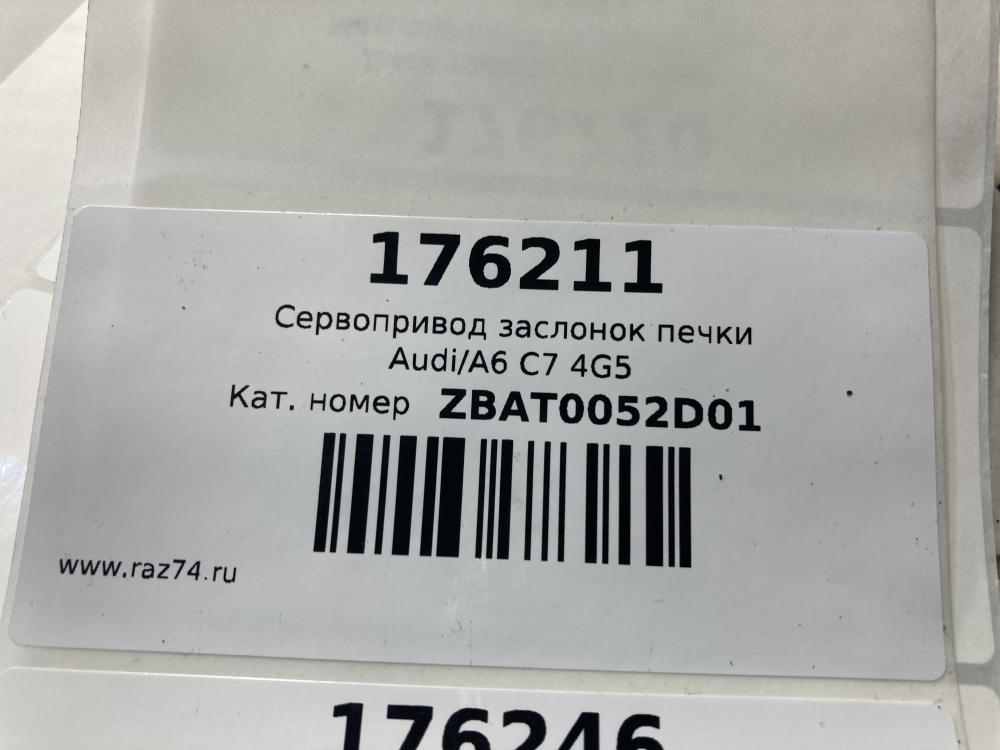 176211
Сервопривод заслонок печки
Audi/A6 C7 4G5
Кат. номер ZBAT0052D01
www.raz74.ru
176246